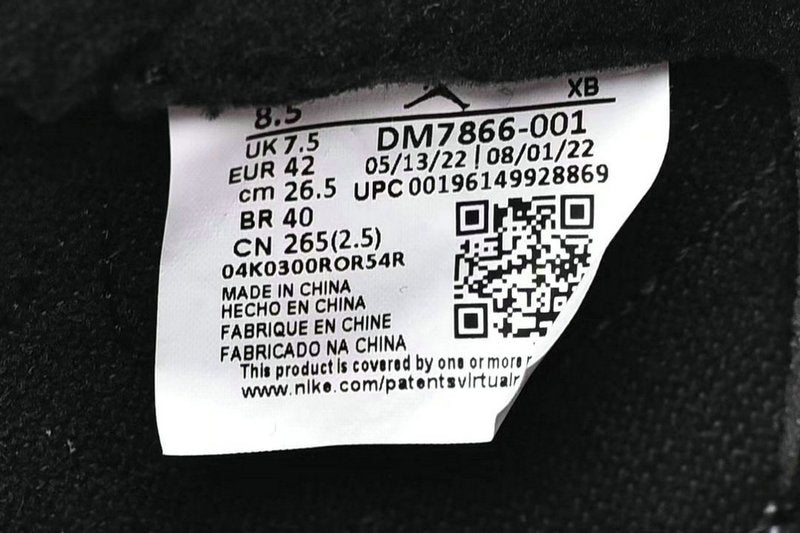 8.5 XB
UK 7.5 DM7866-001
EUR 42 05/13/22 | 08/01/22
cm 26.5 UPC 00196149928869
BR 40
CN 265(2.5)
04K0300ROR54R
MADE IN CHINA
HECHO EN CHINA
FABRIQUE EN CHINE
FABRICADO NA CHINA
This product is covered by one or more
www.nike.com/patentsvirtualr